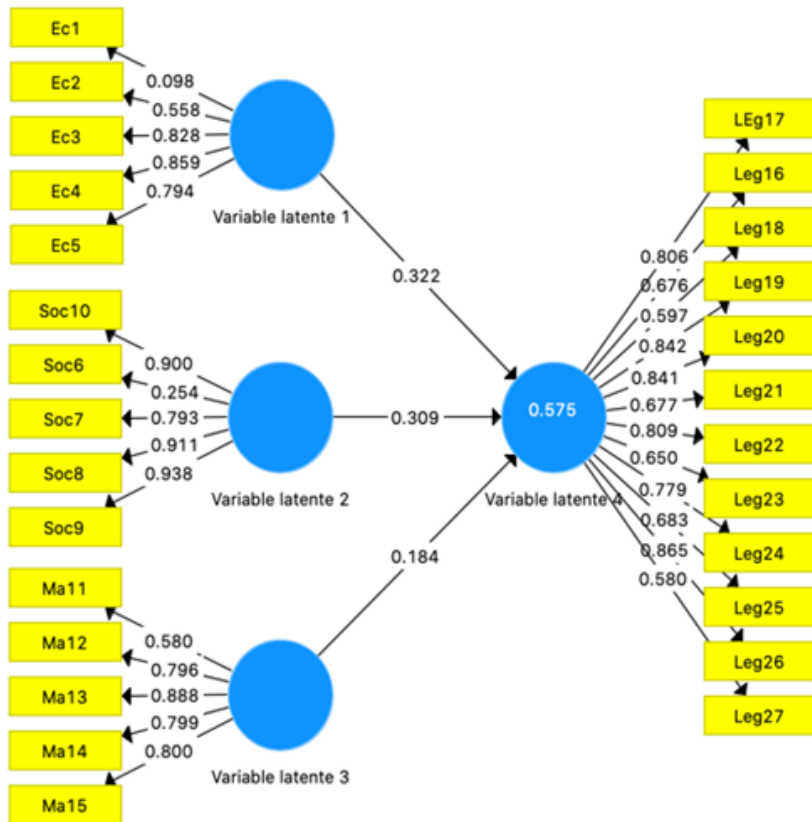 Ec1
Ec2
Ec3
Ec4
Ec5
0.098
0.558
0.828
0.859
0.794
Variable latente 1
0.322
Soc10
Soc6
Soc7
Soc8
Soc9
0.900
0.254
0.793
0.911
0.938
Variable latente 2
0.309
Ma11
Ma12
Ma13
Ma14
Ma15
0.580
0.796
0.888
0.799
0.800
Variable latente 3
0.184
0.575
Variable latente 4
0.806
0.676
0.597
0.842
0.841
0.677
0.809
0.650
0.779
0.683
0.865
0.580
LEg17
Leg16
Leg18
Leg19
Leg20
Leg21
Leg22
Leg23
Leg24
Leg25
Leg26
Leg27